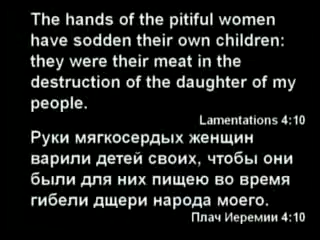 The hands of the pitiful women
have sodden their own children:
they were their meat in the
destruction of the daughter of my
people.
Lamentations 4:10
Руки мягкосердых женщин
варили детей своих, чтобы они
были для них пищею во время
гибели дщери народа моего.
Плач Иеремии 4:10